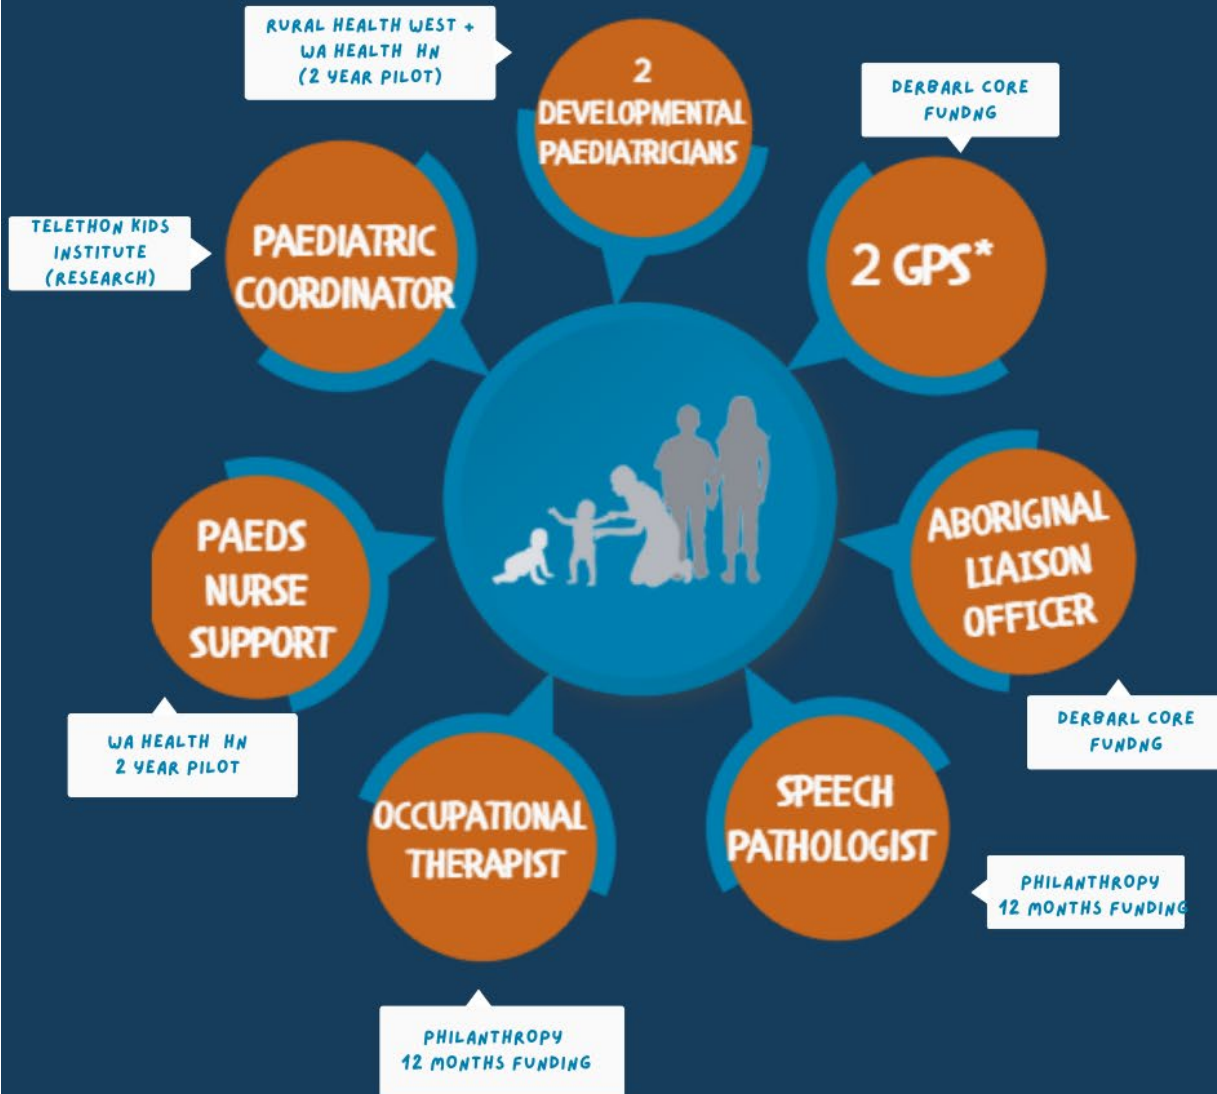 RURAL HEALTH WEST +
WA HEALTH HN
(2 YEAR PILOT)
2
DEVELOPMENTAL
PAEDIATRICIANS
DERBARL CORE
FUNDNG
2 GPS*
TELETHON KIDS
INSTITUTE
(RESEARCH)
PAEDIATRIC
COORDINATOR
ABORIGINAL
LIAISON
OFFICER
DERBARL CORE
FUNDNG
PAEDS
NURSE
SUPPORT
WA HEALTH HN
2 YEAR PILOT
OCCUPATIONAL
THERAPIST
PHILANTHROPY
12 MONTHS FUNDING
SPEECH
PATHOLOGIST
PHILANTHROPY
12 MONTHS FUNDING